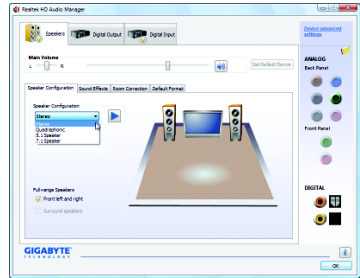 Realtek HD Audio Manager
Speakers
Digital Output
Digital Input
Device advanced settings
Main Volume
L
R
Set Default Device
ANALOG
Back Panel
Speaker Configuration
Sound Effects
Room Correction
Default Format
Speaker Configuration
Stereo
Stereo
Quadraphonic
5.1 Speaker
7.1 Speaker
Front Panel
Full-range Speakers
Front left and right
Surround speakers
DIGITAL
GIGABYTE
TECHNOLOGY
OK